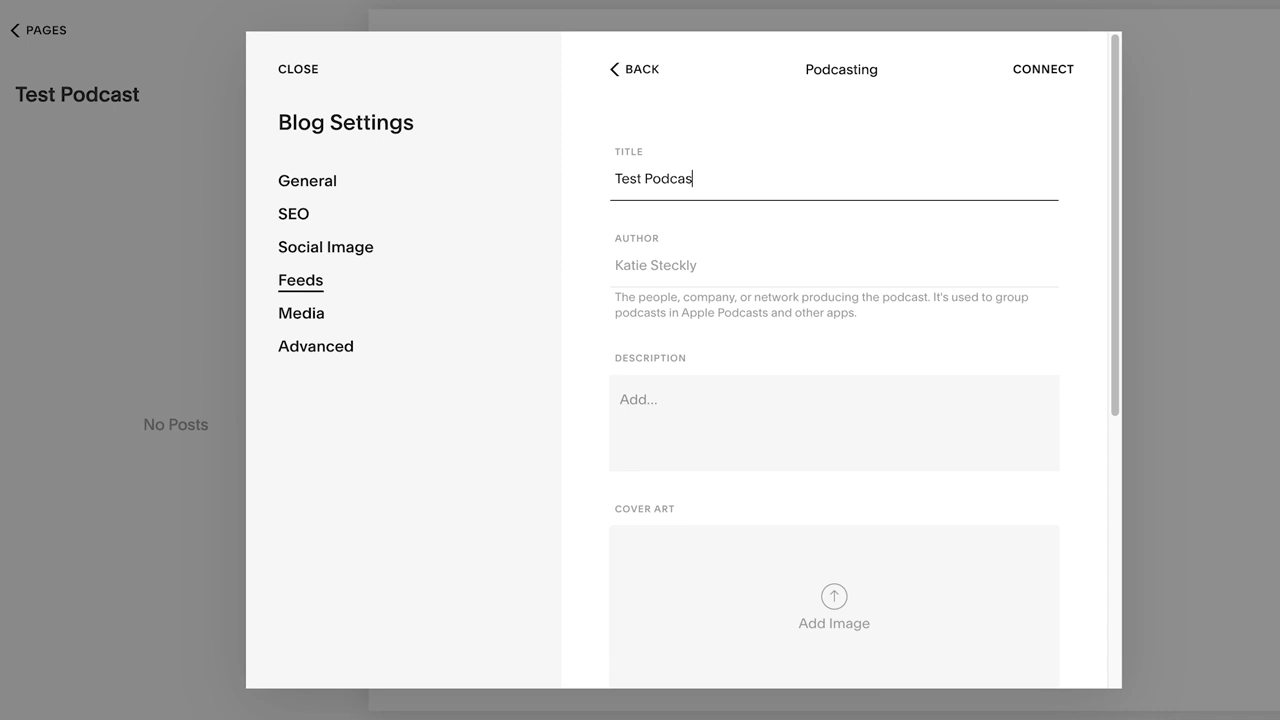 PAGES
Test Podcast
No Posts
CLOSE
Blog Settings
General
SEO
Social Image
Feeds
Media
Advanced
BACK
Podcasting
CONNECT
TITLE
Test Podcas
AUTHOR
Katie Steckly
The people, company, or network producing the podcast. It's used to group
podcasts in Apple Podcasts and other apps.
DESCRIPTION
Add...
COVER ART
Add Image